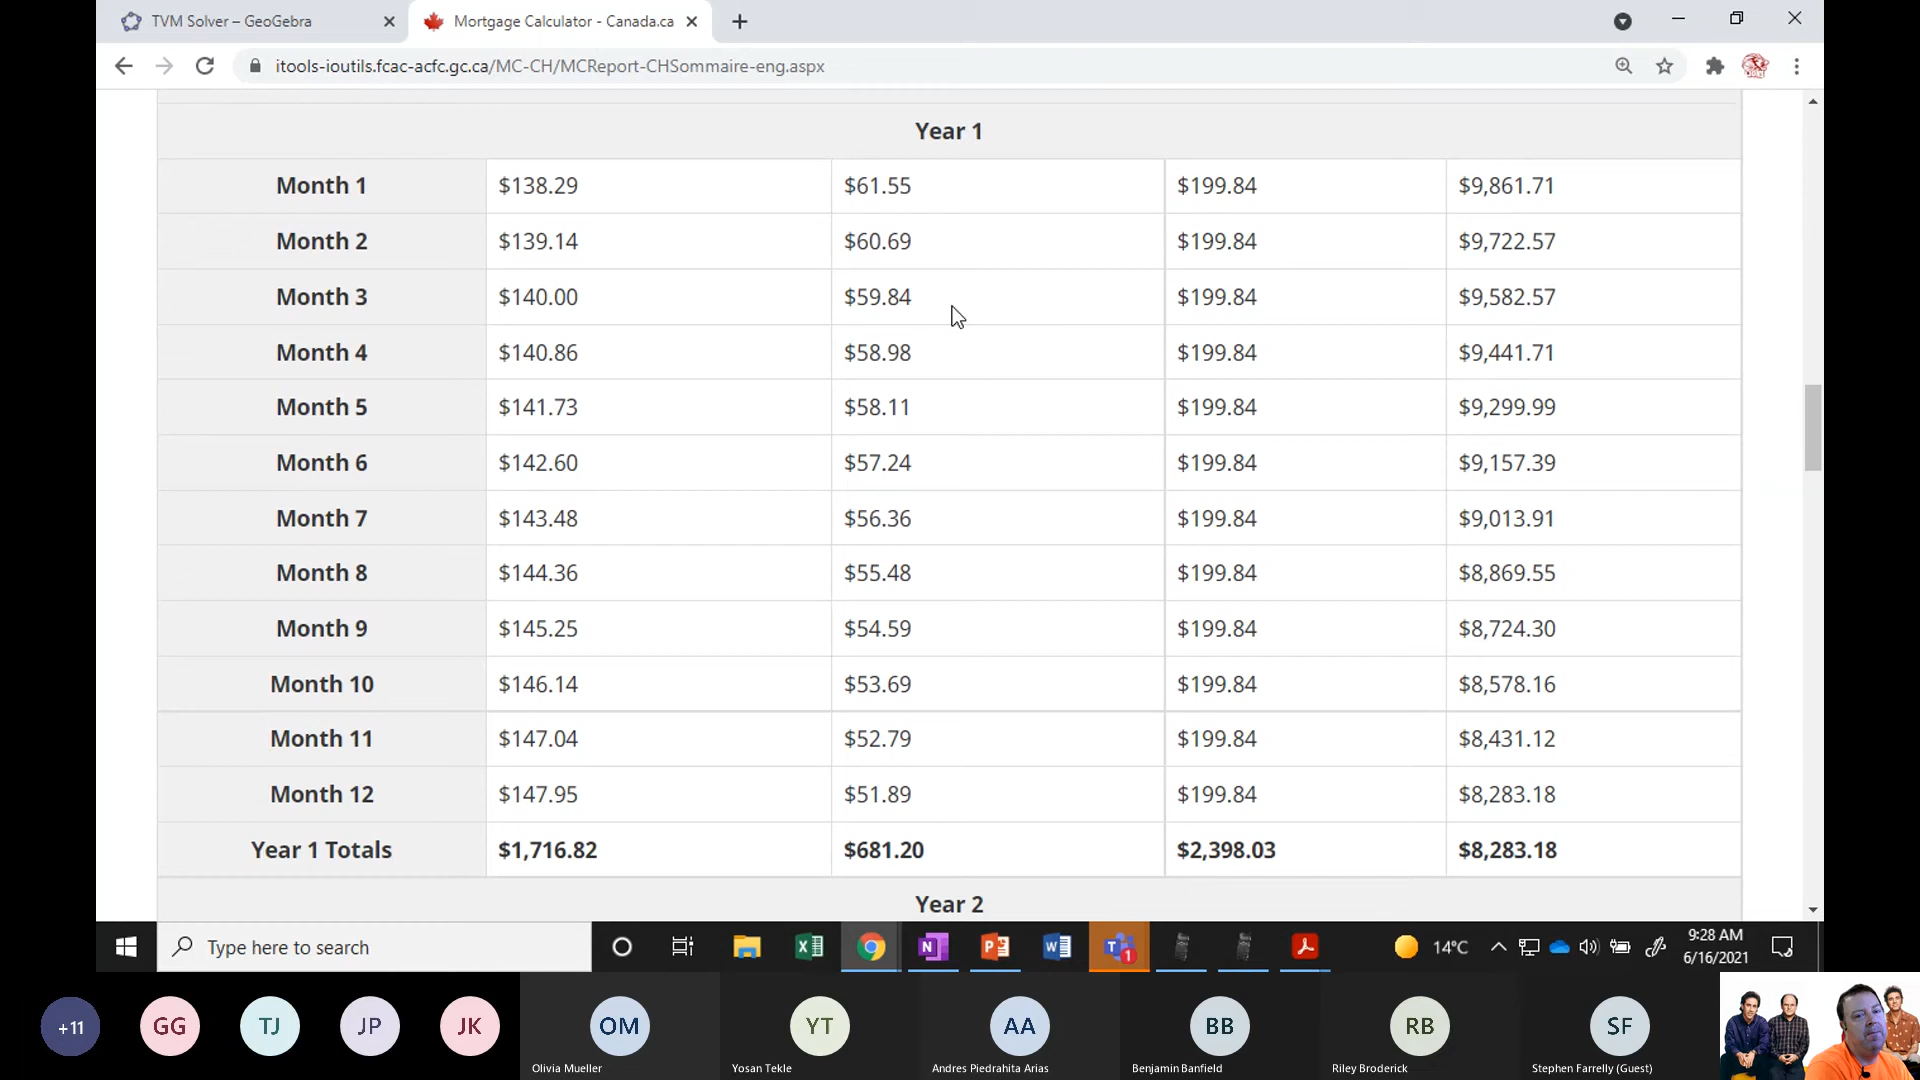 TVM Solver – GeoGebra
Mortgage Calculator - Canada.ca
itools-ioutils.fcac-acfc.gc.ca/MC-CH/MCReport-CHSommaire-eng.aspx
Year 1
Month 1 $138.29 $61.55 $199.84 $9,861.71
Month 2 $139.14 $60.69 $199.84 $9,722.57
Month 3 $140.00 $59.84 $199.84 $9,582.57
Month 4 $140.86 $58.98 $199.84 $9,441.71
Month 5 $141.73 $58.11 $199.84 $9,299.99
Month 6 $142.60 $57.24 $199.84 $9,157.39
Month 7 $143.48 $56.36 $199.84 $9,013.91
Month 8 $144.36 $55.48 $199.84 $8,869.55
Month 9 $145.25 $54.59 $199.84 $8,724.30
Month 10 $146.14 $53.69 $199.84 $8,578.16
Month 11 $147.04 $52.79 $199.84 $8,431.12
Month 12 $147.95 $51.89 $199.84 $8,283.18
Year 1 Totals $1,716.82 $681.20 $2,398.03 $8,283.18
Year 2
Type here to search
14°C
9:28 AM
6/16/2021
1
+11 GG TJ JP JK OM YT AA BB RB SF
Olivia Mueller Yosan Tekle Andres Piedrahita Arias Benjamin Banfield Riley Broderick Stephen Farrelly (Guest)